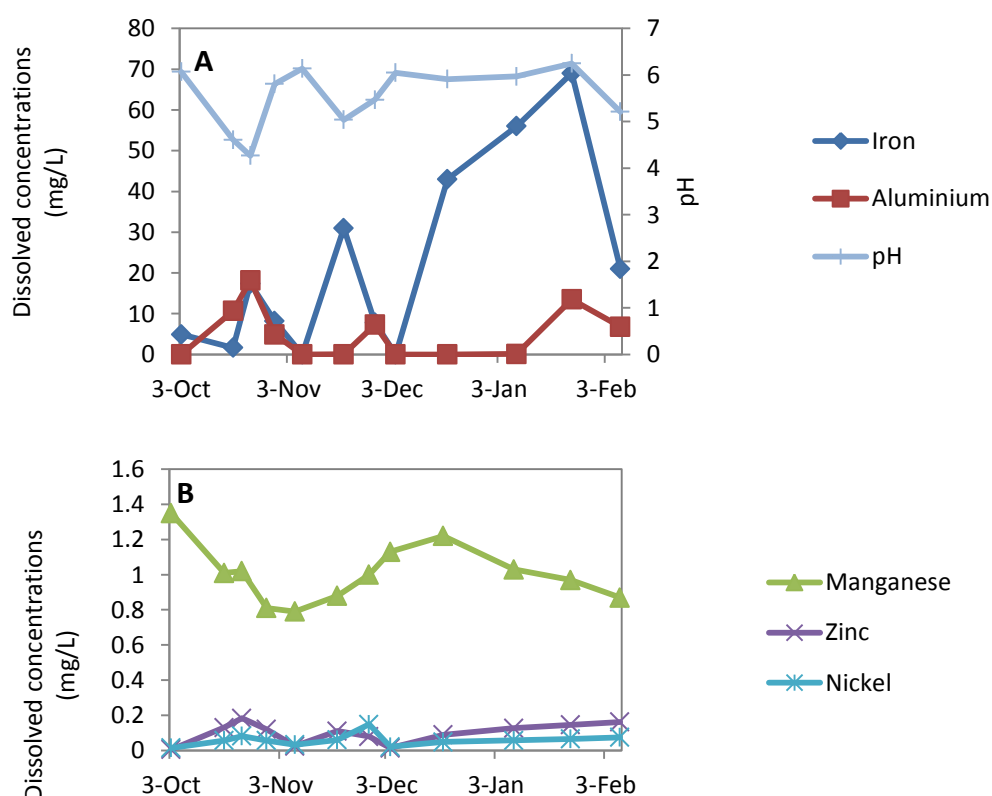 A
Dissolved concentrations
(mg/L)
80
70
60
50
40
30
20
10
0
7
6
5
4
3
2
1
0
pH
3-Oct 3-Nov 3-Dec 3-Jan 3-Feb
Iron
Aluminium
pH
B
Dissolved concentrations
(mg/L)
1.6
1.4
1.2
1
0.8
0.6
0.4
0.2
0
3-Oct 3-Nov 3-Dec 3-Jan 3-Feb
Manganese
Zinc
Nickel